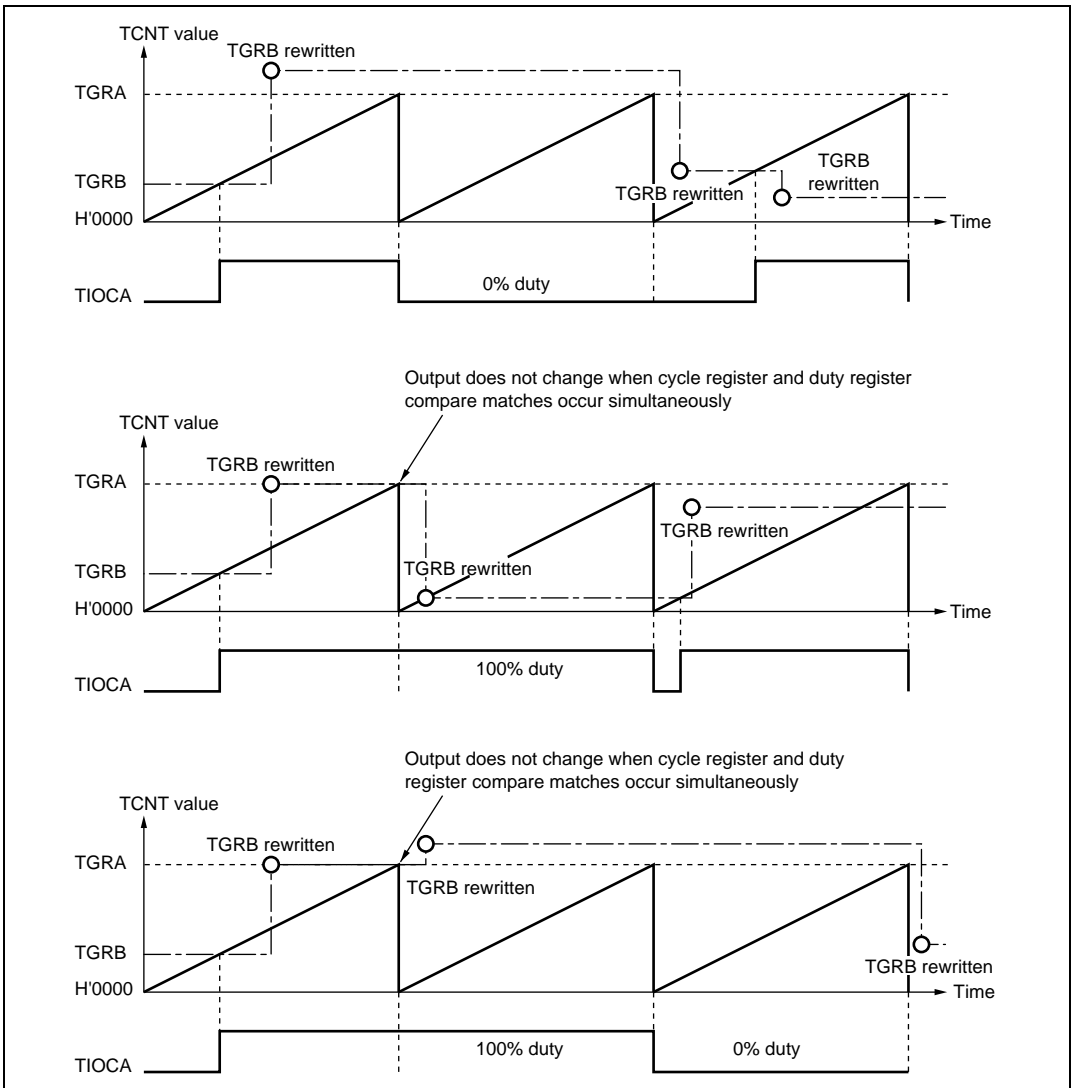 TCNT value
TGRB rewritten
TGRA
TGRB
TGRB rewritten
TGRB
rewritten
H'0000
Time
TIOCA
0% duty
Output does not change when cycle register and duty register
compare matches occur simultaneously
TCNT value
TGRB rewritten
TGRA
TGRB rewritten
TGRB
TGRB rewritten
H'0000
Time
TIOCA
100% duty
Output does not change when cycle register and duty
register compare matches occur simultaneously
TCNT value
TGRB rewritten
TGRA
TGRB rewritten
TGRB
TGRB rewritten
H'0000
Time
TIOCA
100% duty
0% duty